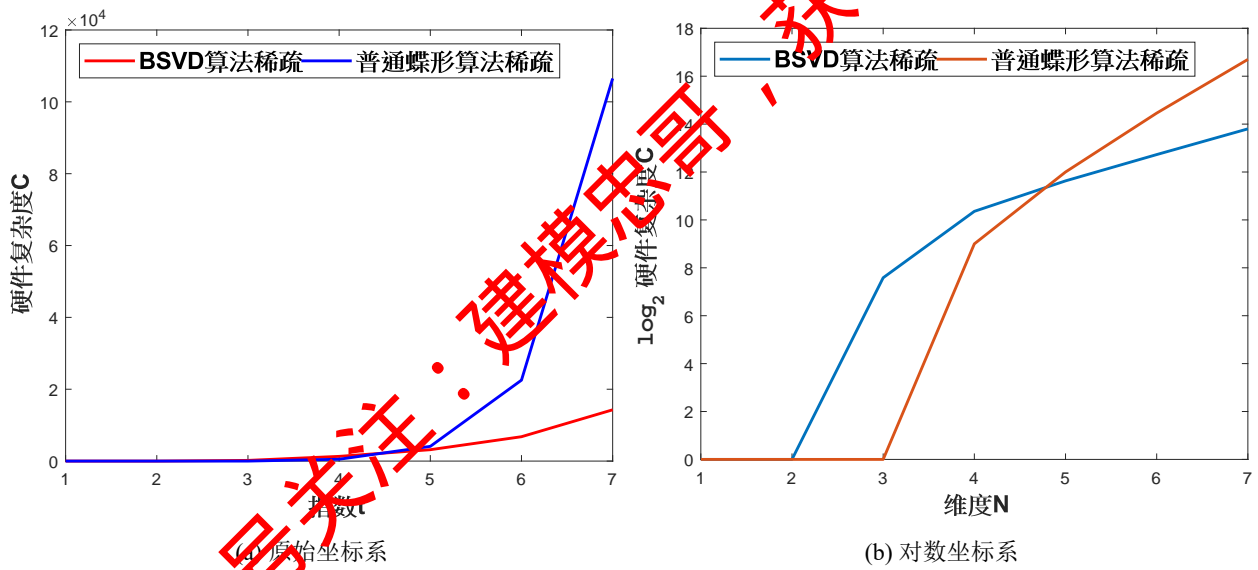 ×10⁴
12
10
8
6
4
2
0
1 2 3 4 5 6 7
硬件复杂度C
BSVD算法稀疏 普通蝶形算法稀疏
指数t
(a) 原始坐标系
18
16
14
12
10
8
6
4
2
0
1 2 3 4 5 6 7
log₂ 硬件复杂度C
BSVD算法稀疏 普通蝶形算法稀疏
维度N
(b) 对数坐标系
号关注：建模忠哥，获